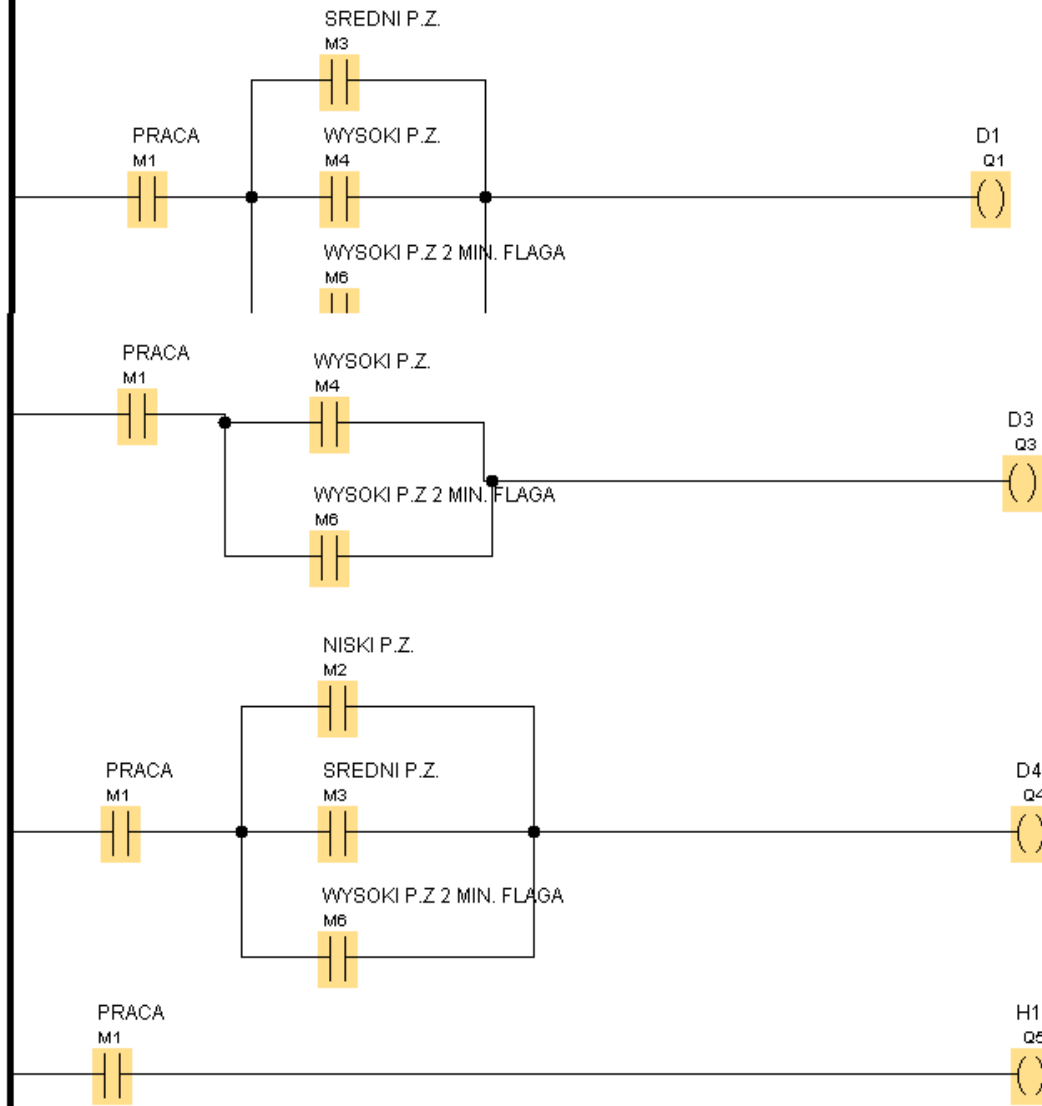 SREDNI P.Z.
M3
PRACA
M1
WYSOKI P.Z.
M4
D1
Q1
WYSOKI P.Z 2 MIN. FLAGA
M6
PRACA
M1
WYSOKI P.Z.
M4
D3
Q3
WYSOKI P.Z 2 MIN. FLAGA
M6
NISKI P.Z.
M2
PRACA
M1
SREDNI P.Z.
M3
D4
Q4
WYSOKI P.Z 2 MIN. FLAGA
M6
PRACA
M1
H1
Q5